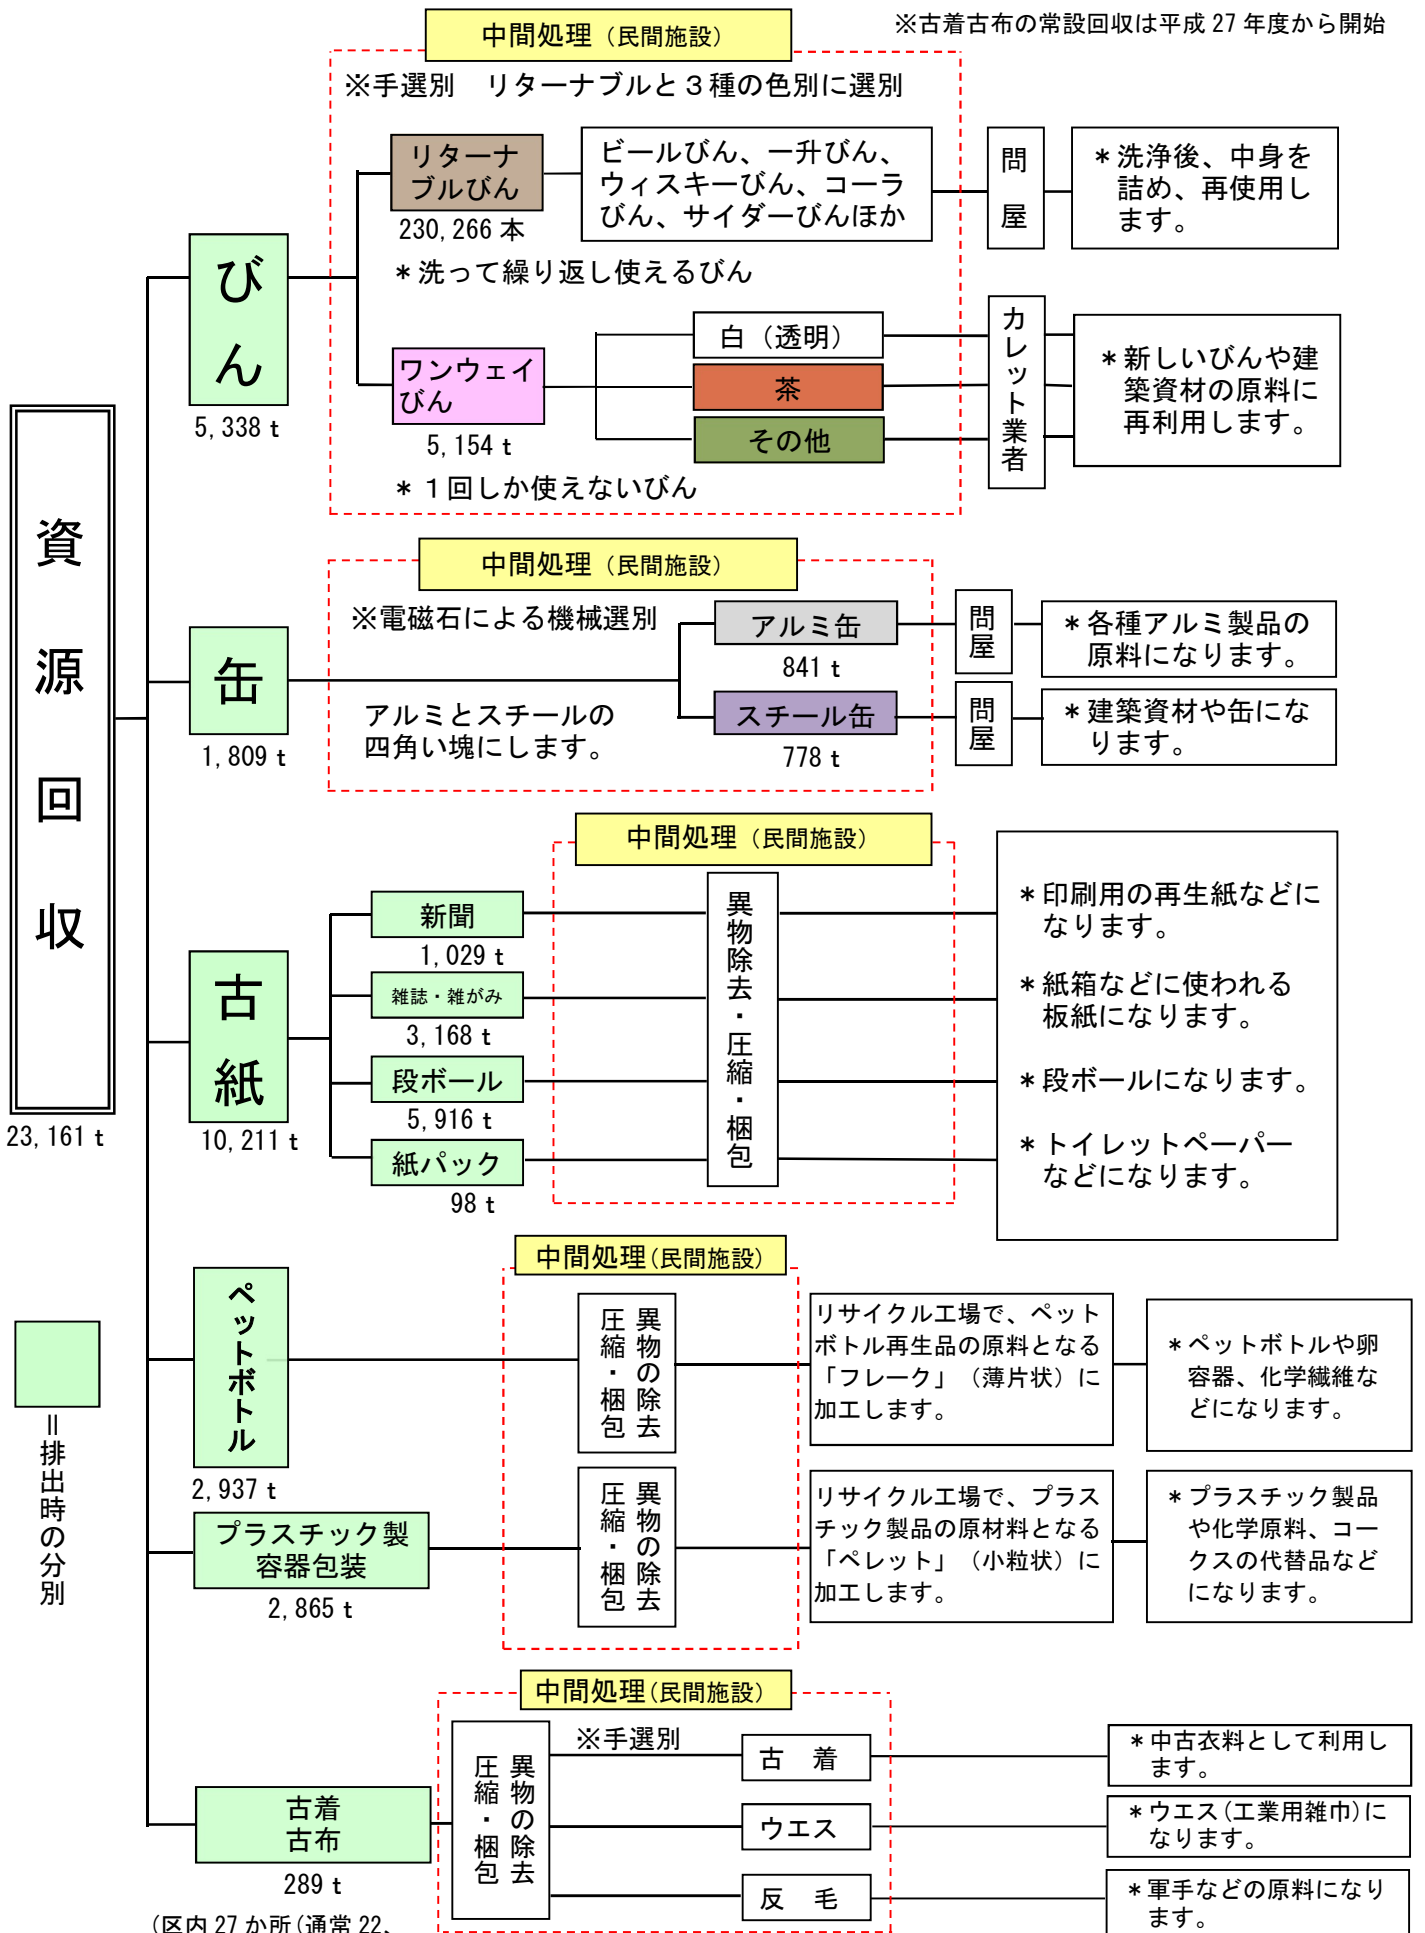 ※古着古布の常設回収は平成 27 年度から開始
資源回収
23,161 t
＝排出時の分別
びん
5,338 t
中間処理（民間施設）
※手選別　リターナブルと３種の色別に選別
リターナ
ブルびん
230,266 本
＊洗って繰り返し使えるびん
ビールびん、一升びん、
ウィスキーびん、コーラ
びん、サイダーびんほか
問屋
＊洗浄後、中身を
詰め、再使用し
ます。
ワンウェイ
びん
5,154 t
＊１回しか使えないびん
白（透明）
茶
その他
カレット業者
＊新しいびんや建
築資材の原料に
再利用します。
缶
1,809 t
中間処理（民間施設）
※電磁石による機械選別
アルミとスチールの
四角い塊にします。
アルミ缶
841 t
問屋
＊各種アルミ製品の
原料になります。
スチール缶
778 t
問屋
＊建築資材や缶にな
ります。
古紙
10,211 t
中間処理（民間施設）
新聞
1,029 t
雑誌・雑がみ
3,168 t
段ボール
5,916 t
紙パック
98 t
異物除去・圧縮・梱包
＊印刷用の再生紙などに
なります。
＊紙箱などに使われる
板紙になります。
＊段ボールになります。
＊トイレットペーパー
などになります。
ペットボトル
2,937 t
中間処理(民間施設)
異物の除去
圧縮・梱包
リサイクル工場で、ペット
ボトル再生品の原料となる
「フレーク」（薄片状）に
加工します。
＊ペットボトルや卵
容器、化学繊維な
どになります。
プラスチック製
容器包装
2,865 t
異物の除去
圧縮・梱包
リサイクル工場で、プラス
チック製品の原材料となる
「ペレット」（小粒状）に
加工します。
＊プラスチック製品
や化学原料、コー
クスの代替品など
になります。
古着
・
古布
289 t
（区内 27 か所(通常 22、
中間処理(民間施設)
異物の除去
圧縮・梱包
※手選別
古　着
＊中古衣料として利用し
ます。
ウエス
＊ウエス(工業用雑巾)に
なります。
反　毛
＊軍手などの原料になり
ます。